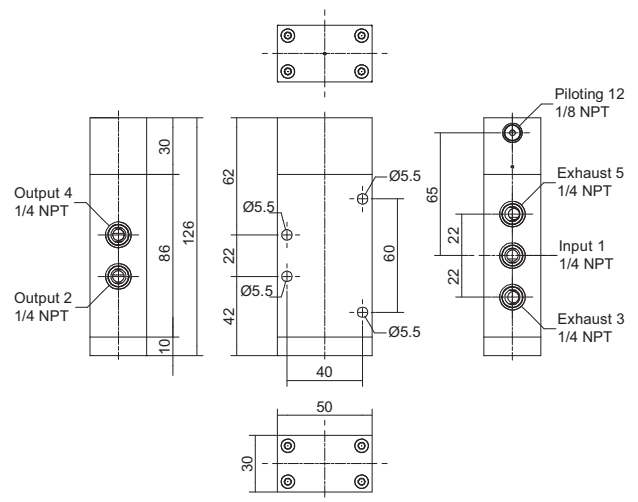 Output 4
1/4 NPT
Output 2
1/4 NPT
30
86
10
126
62
22
42
Ø5.5
Ø5.5
Ø5.5
Ø5.5
60
40
50
30
Piloting 12
1/8 NPT
Exhaust 5
1/4 NPT
Input 1
1/4 NPT
Exhaust 3
1/4 NPT
65
22
22